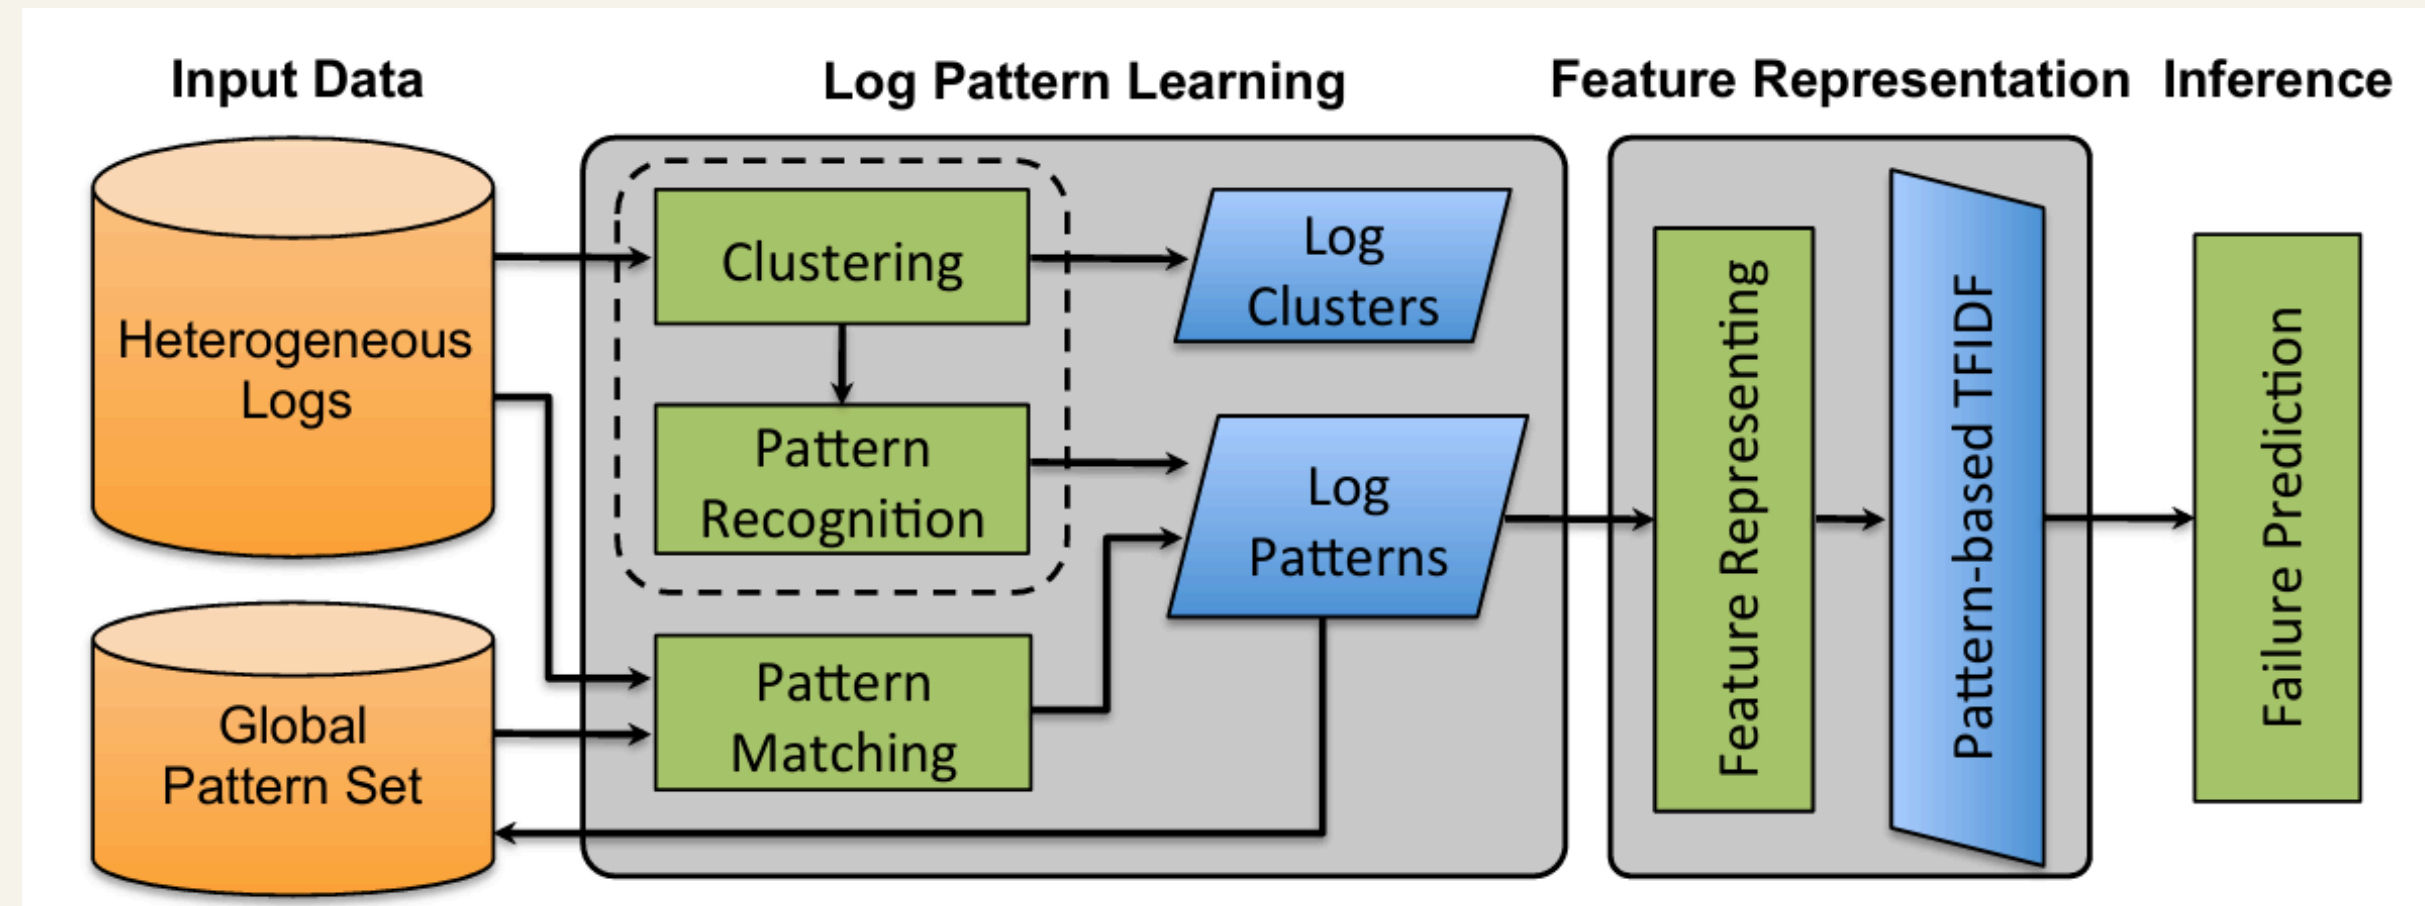 Input Data
Log Pattern Learning
Feature Representation
Inference
Heterogeneous
Logs
Global
Pattern Set
Clustering
Pattern
Recognition
Pattern
Matching
Log
Clusters
Log
Patterns
Feature Representing
Pattern-based TFIDF
Failure Prediction